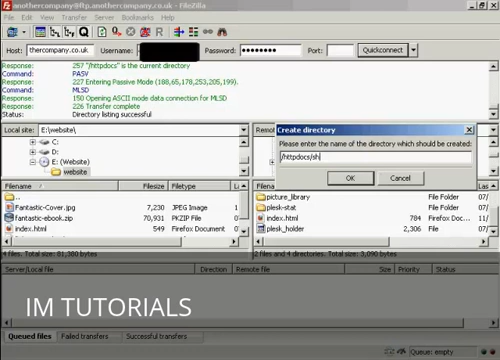 anothercompany@ftp.anothercompany.co.uk - FileZilla
File Edit View Transfer Server Bookmarks Help
Host: thercompany.co.uk Username: Password: ●●●●●●●● Port: Quickconnect
Response: 257 "/httpdocs" is the current directory
Command: PASV
Response: 227 Entering Passive Mode (188,65,178,253,205,199).
Command: MLSD
Response: 150 Opening ASCII mode data connection for MLSD
Response: 226 Transfer complete
Status: Directory listing successful
Create directory
Please enter the name of the directory which should be created:
/httpdocs/sh
OK Cancel
Local site: E:\website\
C:
D:
E: (Website)
website
Remo
Filename Filesize Filetype
..
Fantastic-Cover.jpg 77,230 JPEG Image
fantastic-ebook.zip 70,931 PKZIP File
index.html 549 Firefox Document
4 files. Total size: 81,380 bytes
picture_library File Folder 07/
plesk-stat File Folder 07/
index.html 784 Firefox Doc... 07/
plesk_holder 2,306 File
2 files and 4 directories. Total size: 3,090 bytes
Server/Local file Direction Remote file Size Priority Status
IM TUTORIALS
Queued files Failed transfers Successful transfers
Queue: empty